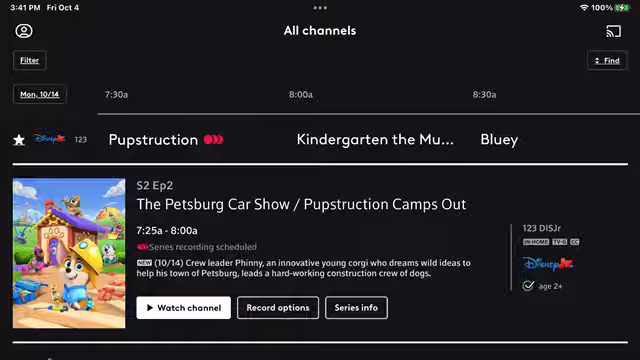 3:41 PM Fri Oct 4
100%
All channels
Filter
Find
Mon, 10/14
7:30a
8:00a
8:30a
Disney Jr.
123
Pupstruction
Kindergarten the Mu...
Bluey
S2 Ep2
The Petsburg Car Show / Pupstruction Camps Out
7:25a - 8:00a
Series recording scheduled
NEW (10/14) Crew leader Phinny, an innovative young corgi who dreams wild ideas to
help his town of Petsburg, leads a hard-working construction crew of dogs.
Watch channel
Record options
Series info
123 DISJr
IN-HOME TV-G CC
Disney Jr.
age 2+